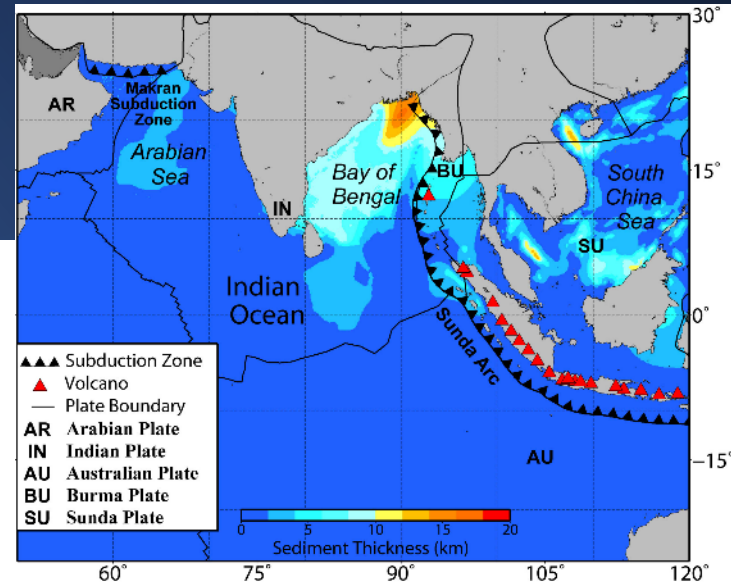 30°
15°
0°
−15°
AR
Makran
Subduction
Zone
Arabian
Sea
IN
Bay of
Bengal
BU
South
China
Sea
SU
Indian
Ocean
Sunda Arc
AU
Subduction Zone
Volcano
Plate Boundary
AR Arabian Plate
IN Indian Plate
AU Australian Plate
BU Burma Plate
SU Sunda Plate
0 5 10 15 20
Sediment Thickness (km)
60° 75° 90° 105° 120°